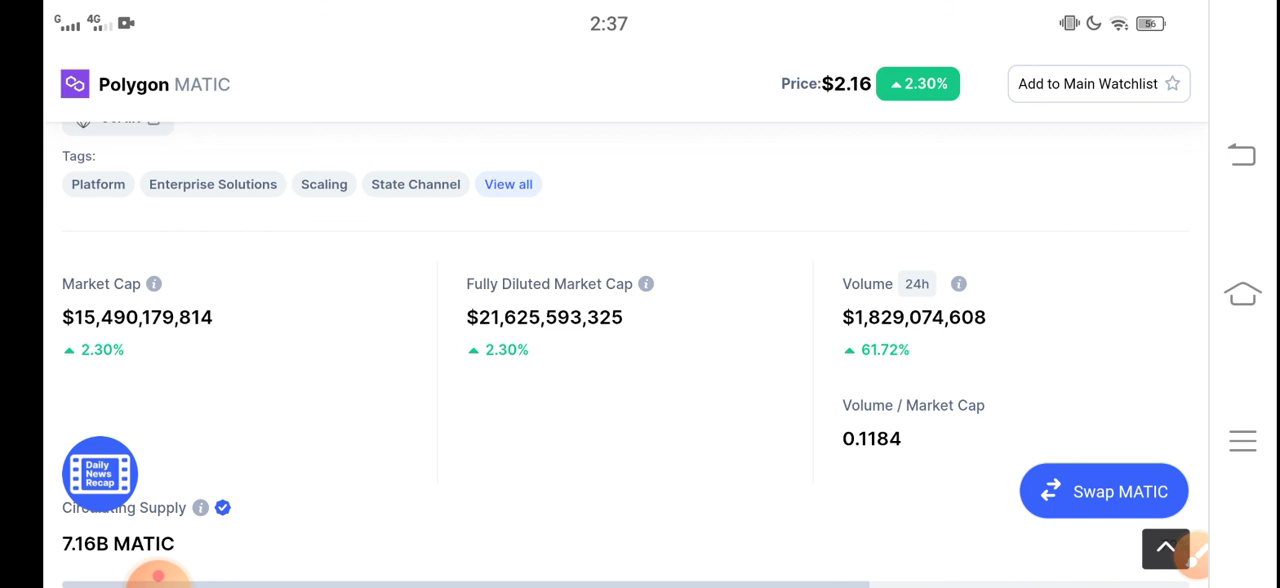 G 4G 2:37 56
Polygon MATIC Price:$2.16 2.30% Add to Main Watchlist
Tags:
Platform Enterprise Solutions Scaling State Channel View all
Market Cap Fully Diluted Market Cap Volume 24h
$15,490,179,814 $21,625,593,325 $1,829,074,608
2.30% 2.30% 61.72%
Volume / Market Cap
0.1184
Daily
News
Recap
Swap MATIC
Circulating Supply
7.16B MATIC